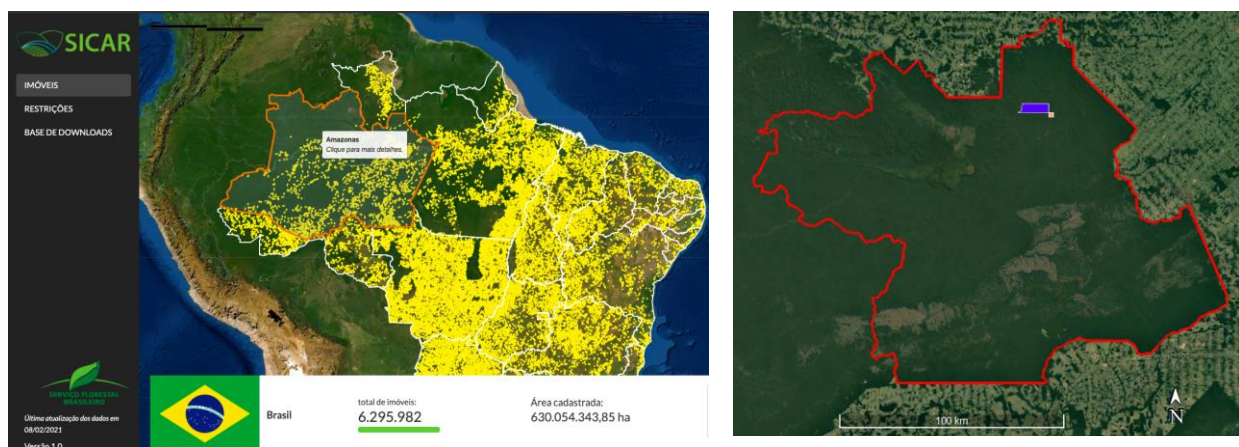 SICAR
IMÓVEIS
RESTRIÇÕES
BASE DE DOWNLOADS
Amazonas
Clique para mais detalhes.
SERVIÇO FLORESTAL
BRASILEIRO
Última atualização dos dados em
08/02/2021
Versão 1.0
Brasil
total de imóveis:
6.295.982
Área cadastrada:
630.054.343,85 ha
100 km
N